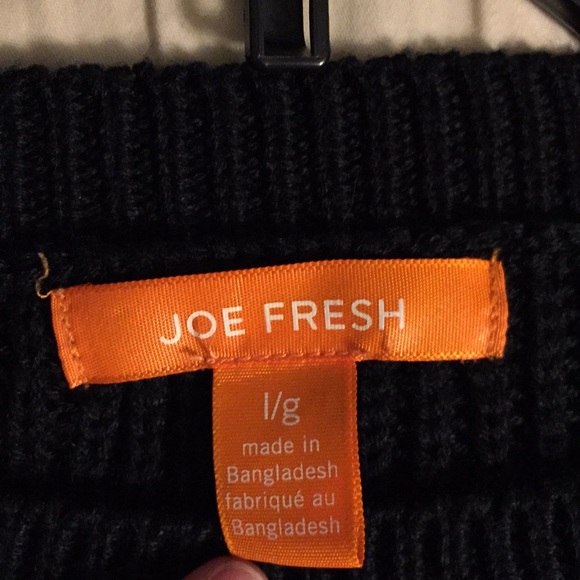 JOE FRESH
l/g
made in
Bangladesh
fabriqué au
Bangladesh